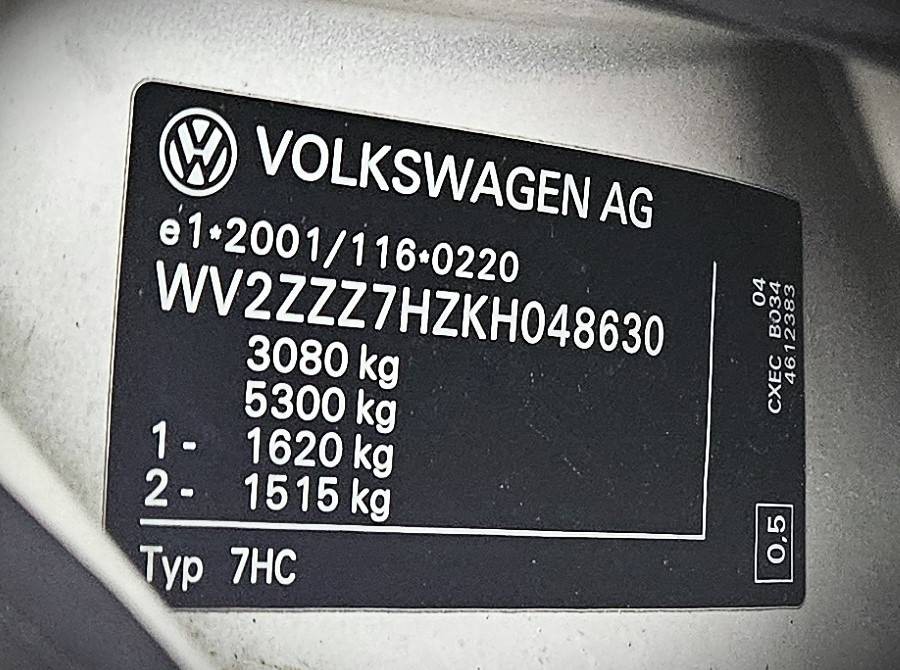 VOLKSWAGEN AG
e1*2001/116*0220
WV2ZZZ7HZKH048630
3080 kg
5300 kg
1- 1620 kg
2- 1515 kg
Typ 7HC
04
CXEC B034
4612383
0,5